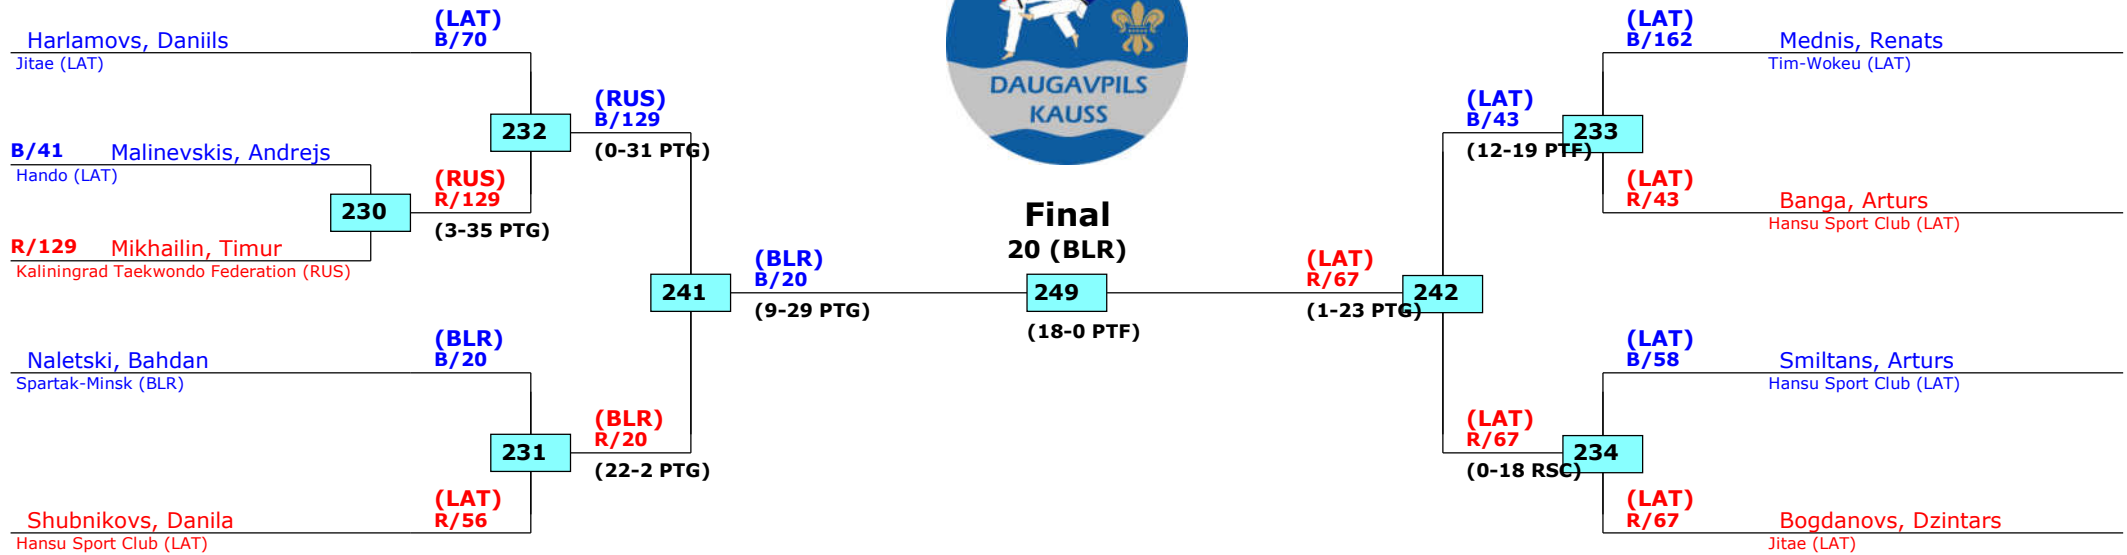 Harlamovs, Daniils
Jitae (LAT)
(LAT)
B/70
B/41 Malinevskis, Andrejs
Hando (LAT)
R/129 Mikhailin, Timur
Kaliningrad Taekwondo Federation (RUS)
230
(RUS)
R/129
(3-35 PTG)
232
(RUS)
B/129
(0-31 PTG)
Naletski, Bahdan
Spartak-Minsk (BLR)
(BLR)
B/20
Shubnikovs, Danila
Hansu Sport Club (LAT)
(LAT)
R/56
231
(BLR)
R/20
(22-2 PTG)
241
(BLR)
B/20
(9-29 PTG)
DAUGAVPILS
KAUSS
Final
20 (BLR)
249
(18-0 PTF)
(LAT)
R/67
(1-23 PTG)
242
(LAT)
B/43
(12-19 PTF)
233
(LAT)
B/162
Mednis, Renats
Tim-Wokeu (LAT)
(LAT)
R/43
Banga, Arturs
Hansu Sport Club (LAT)
(LAT)
R/67
(0-18 RSC)
234
(LAT)
B/58
Smiltans, Arturs
Hansu Sport Club (LAT)
(LAT)
R/67
Bogdanovs, Dzintars
Jitae (LAT)